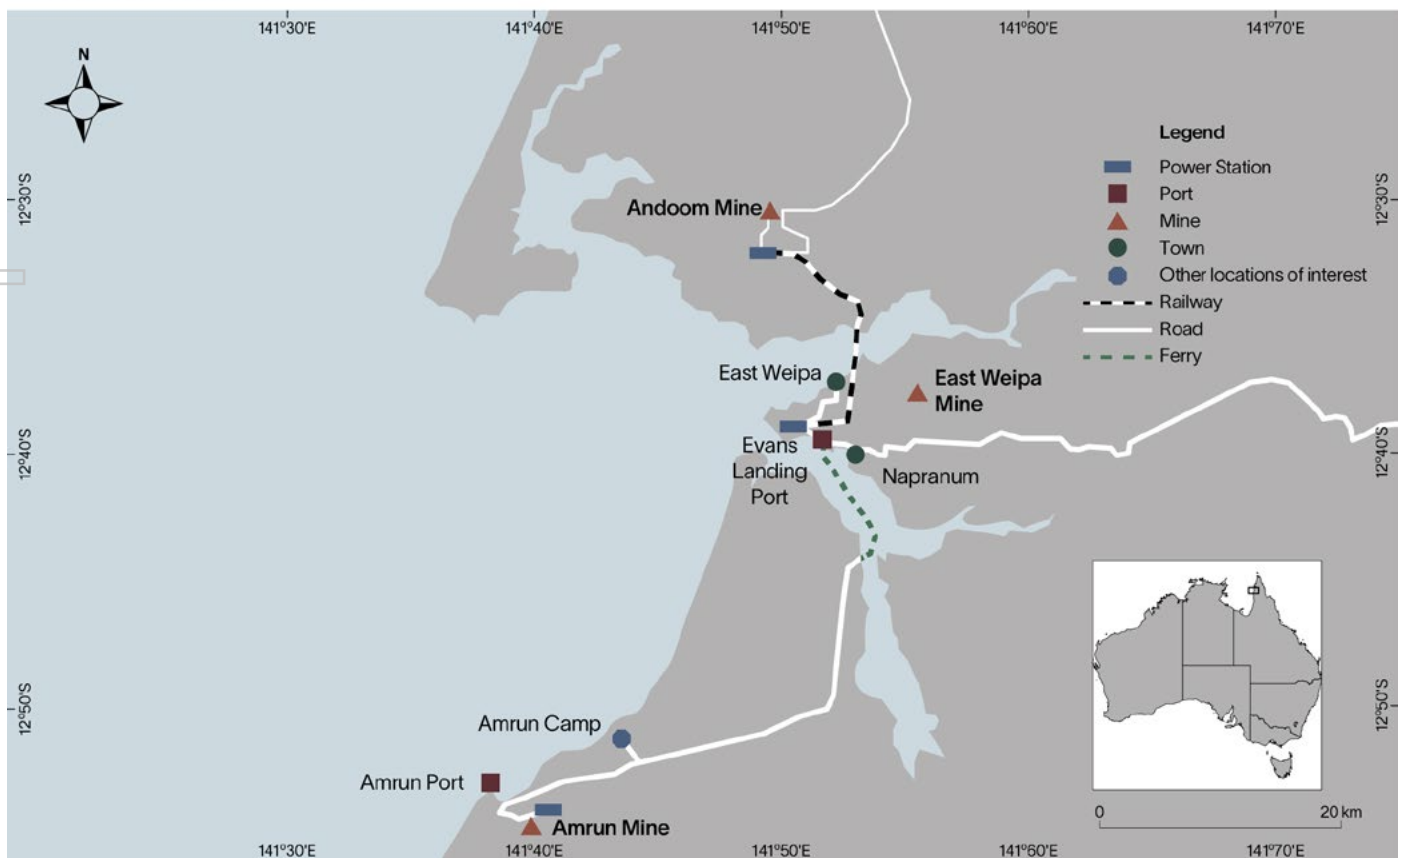 141°30'E
141°40'E
141°50'E
141°60'E
141°70'E
N
Legend
Power Station
Port
Mine
Town
Other locations of interest
Railway
Road
Ferry
12°30'S
12°30'S
Andoom Mine
East Weipa
East Weipa
Mine
12°40'S
12°40'S
Evans
Landing
Port
Napranum
12°50'S
12°50'S
Amrun Camp
Amrun Port
Amrun Mine
0
20 km
141°30'E
141°40'E
141°50'E
141°60'E
141°70'E